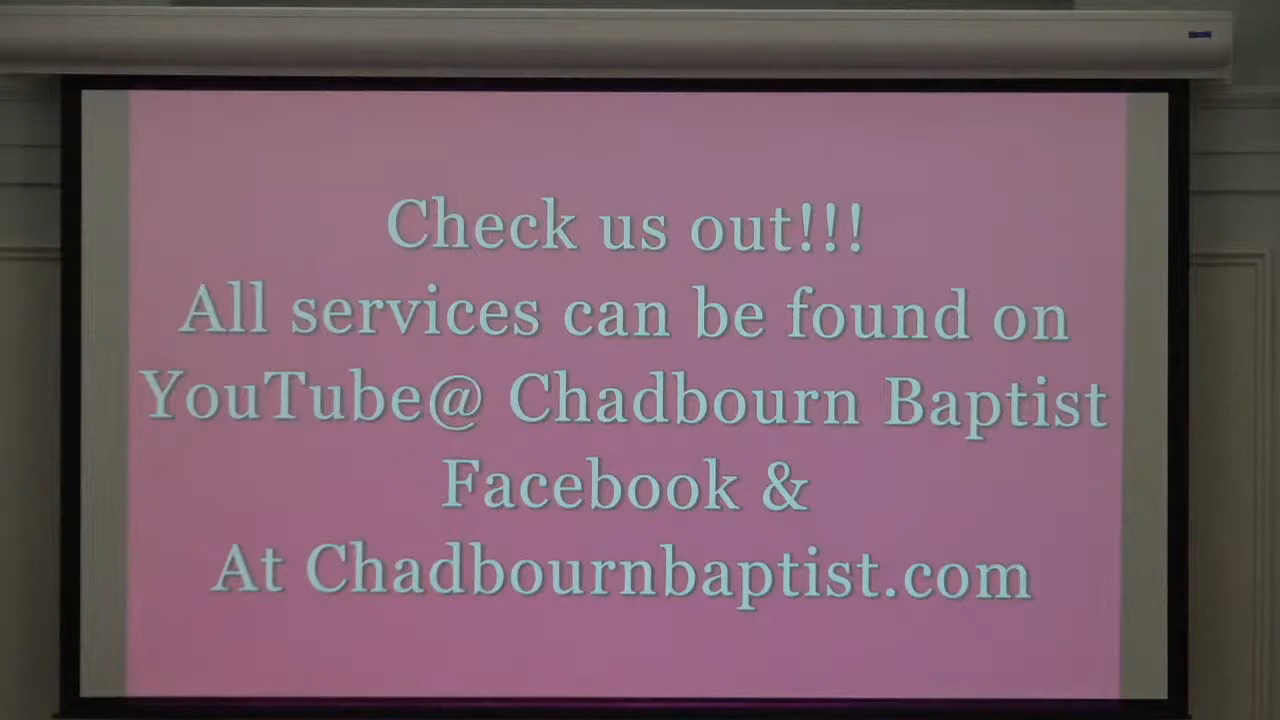 Check us out!!!
All services can be found on
YouTube@ Chadbourn Baptist
Facebook &
At Chadbournbaptist.com